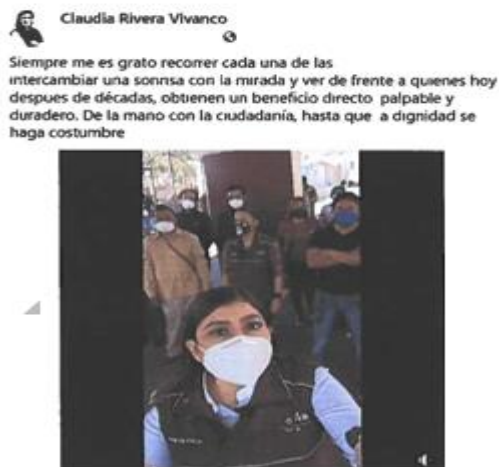 Claudia Rivera Vivanco
Siempre me es grato recorrer cada una de las
intercambiar una sonrisa con la mirada y ver de frente a quienes hoy
despues de décadas, obtienen un beneficio directo palpable y
duradero. De la mano con la ciudadanía, hasta que a dignidad se
haga costumbre